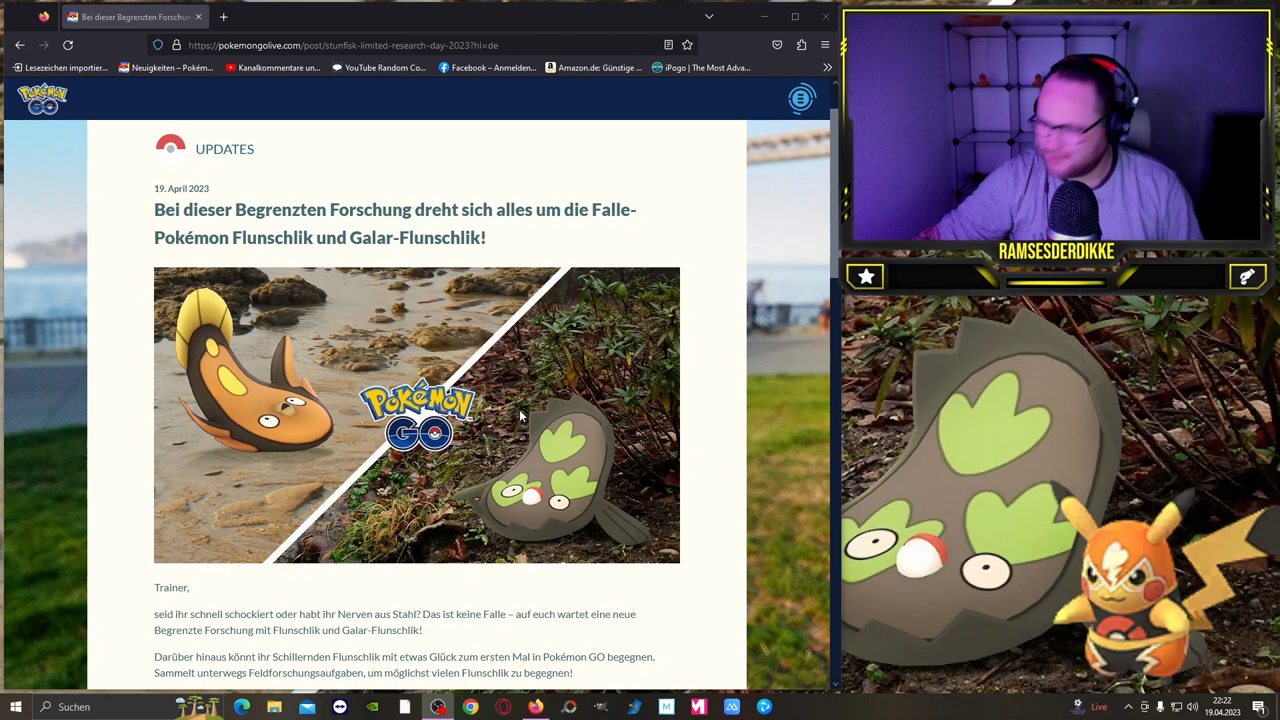 Bei dieser Begrenzten Forschun
https://pokemongolive.com/post/stunfisk-limited-research-day-2023?hl=de
Lesezeichen importier...
Neuigkeiten – Pokém...
Kanalkommentare un...
YouTube Random Co...
Facebook – Anmelden...
Amazon.de: Günstige ...
iPogo | The Most Adva...
POKÉMON GO
UPDATES
19. April 2023
Bei dieser Begrenzten Forschung dreht sich alles um die Falle-
Pokémon Flunschlik und Galar-Flunschlik!
POKÉMON
GO
Trainer,
seid ihr schnell schockiert oder habt ihr Nerven aus Stahl? Das ist keine Falle – auf euch wartet eine neue
Begrenzte Forschung mit Flunschlik und Galar-Flunschlik!
Darüber hinaus könnt ihr Schillernden Flunschlik mit etwas Glück zum ersten Mal in Pokémon GO begegnen.
Sammelt unterwegs Feldforschungsaufgaben, um möglichst vielen Flunschlik zu begegnen!
RAMSESDERDIKKE
Suchen
Live
22:22
19.04.2023